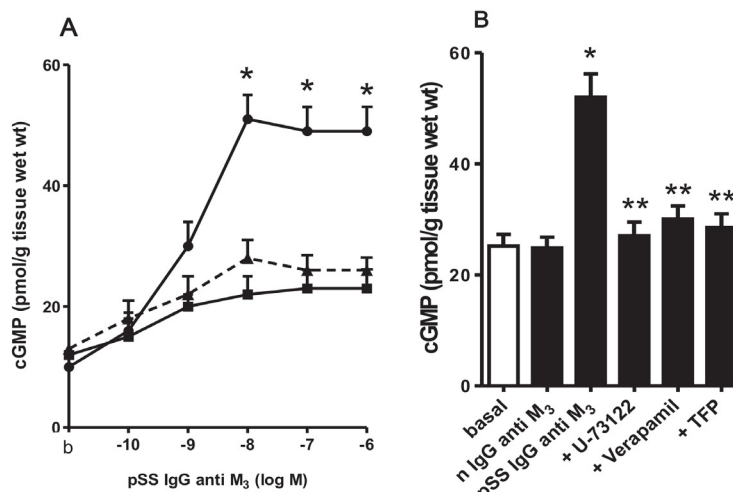 A
cGMP (pmol/g tissue wet wt)
60
40
20
0
b
-10
-9
-8
-7
-6
*
*
*
pSS IgG anti M₃ (log M)
B
cGMP (pmol/g tissue wet wt)
60
40
20
0
*
**
**
**
basal
n IgG anti M₃
pSS IgG anti M₃
+ U-73122
+ Verapamil
+ TFP